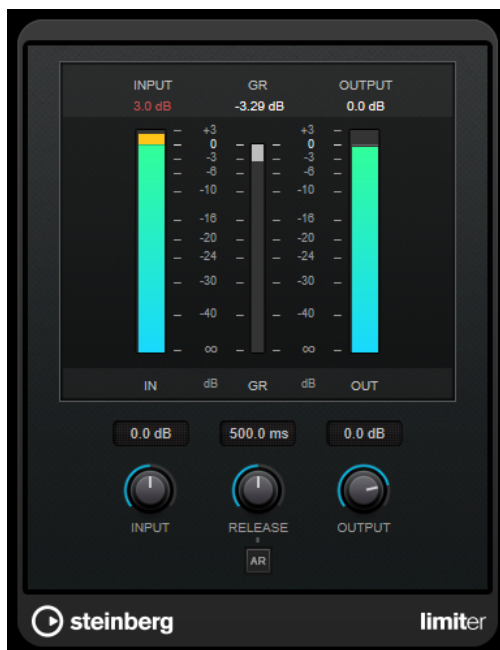 INPUT GR OUTPUT
3.0 dB -3.29 dB 0.0 dB
+3 +3
0 0
-3 -3
-6 -6
-10 -10
-16 -16
-20 -20
-24 -24
-30 -30
-40 -40
∞ ∞
IN dB GR dB OUT
0.0 dB 500.0 ms 0.0 dB
INPUT RELEASE OUTPUT
AR
steinberg limiter